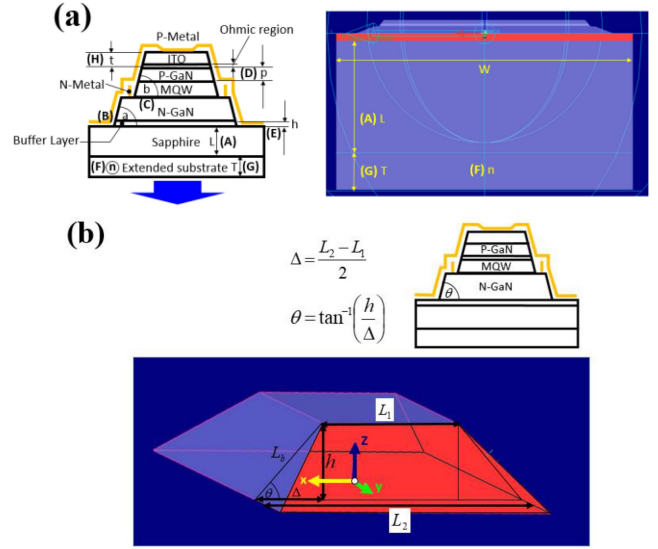 (a)
P-Metal
Ohmic region
(H) t
ITO
P-GaN
(D) p
N-Metal
b
MQW
(C)
(B)
N-GaN
a
h
(E)
Buffer Layer
Sapphire L (A)
(F) n Extended substrate T (G)
W
(A) L
(G) T
(F) n
(b)
Δ = (L₂ − L₁) / 2
θ = tan⁻¹(h / Δ)
P-GaN
MQW
N-GaN
θ
L₁
L_b
h
z
x
y
θ
Δ
L₂